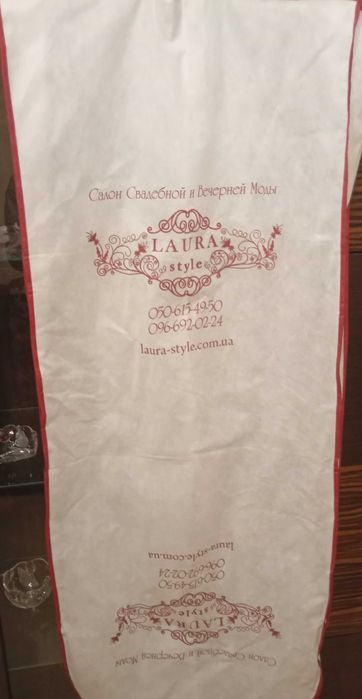 Салон Свадебной и Вечерней Моды
LAURA
style
050-615-49-50
096-692-02-24
laura-style.com.ua
Салон Свадебной и Вечерней Моды
LAURA
style
050-615-49-50
096-692-02-24
laura-style.com.ua